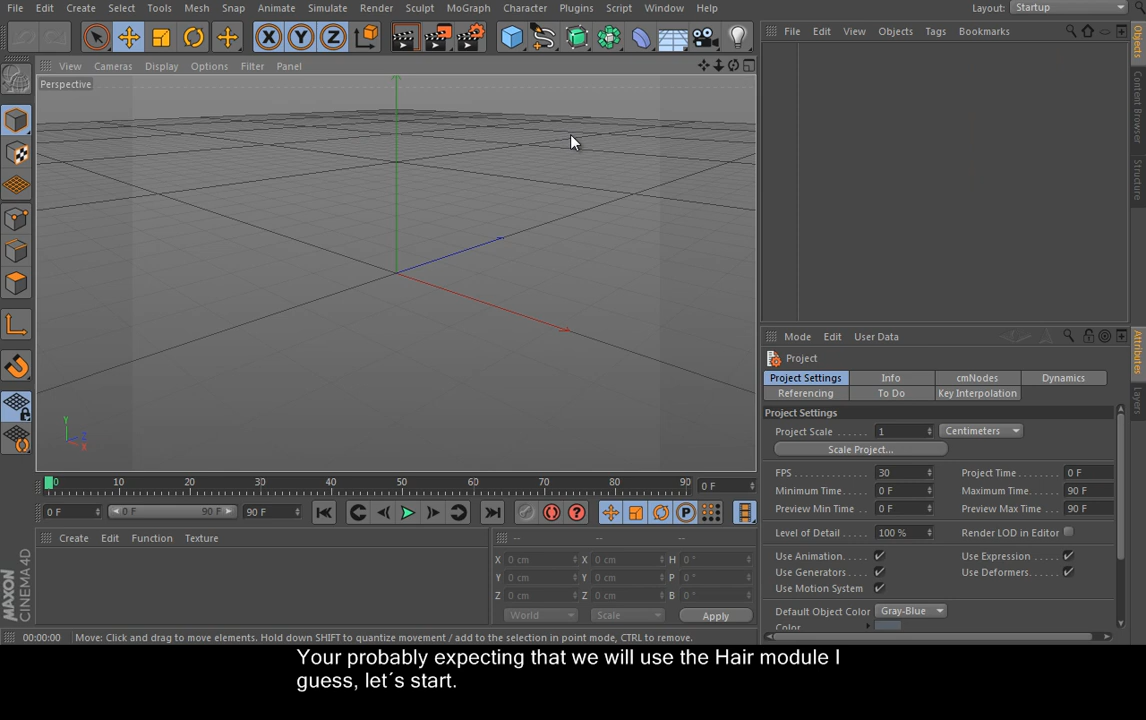 File Edit Create Select Tools Mesh Snap Animate Simulate Render Sculpt MoGraph Character Plugins Script Window Help Layout: Startup
File Edit View Objects Tags Bookmarks
View Cameras Display Options Filter Panel
Perspective
Objects
Content Browser
Structure
X Y Z
Y
Z
X
Mode Edit User Data
Attributes
Layers
Project
Project Settings Info cmNodes Dynamics
Referencing To Do Key Interpolation
Project Settings
Project Scale 1 Centimeters
Scale Project...
FPS 30 Project Time 0 F
Minimum Time 0 F Maximum Time 90 F
Preview Min Time 0 F Preview Max Time 90 F
Level of Detail 100 % Render LOD in Editor
Use Animation Use Expression
Use Generators Use Deformers
Use Motion System
Default Object Color Gray-Blue
Color
0 10 20 30 40 50 60 70 80 90 0 F
0 F 0 F 90 F 90 F
Create Edit Function Texture
-- -- --
X 0 cm X 0 cm H 0 °
Y 0 cm Y 0 cm P 0 °
Z 0 cm Z 0 cm B 0 °
World Scale Apply
MAXON
CINEMA 4D
00:00:00 Move: Click and drag to move elements. Hold down SHIFT to quantize movement / add to the selection in point mode, CTRL to remove.
Your probably expecting that we will use the Hair module I
guess, let´s start.